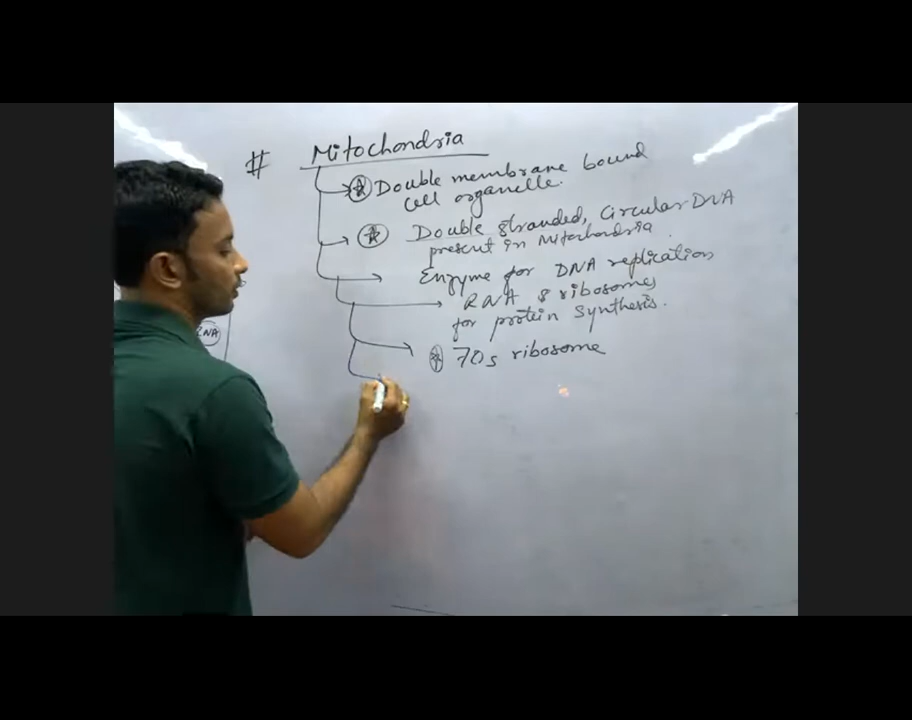 # Mitochondria
Double membrane bound
cell organelle.
Double stranded, Circular DNA
present in Mitochondria.
Enzyme for DNA replication
RNA & ribosomes
for protein synthesis.
70s ribosome
RNA